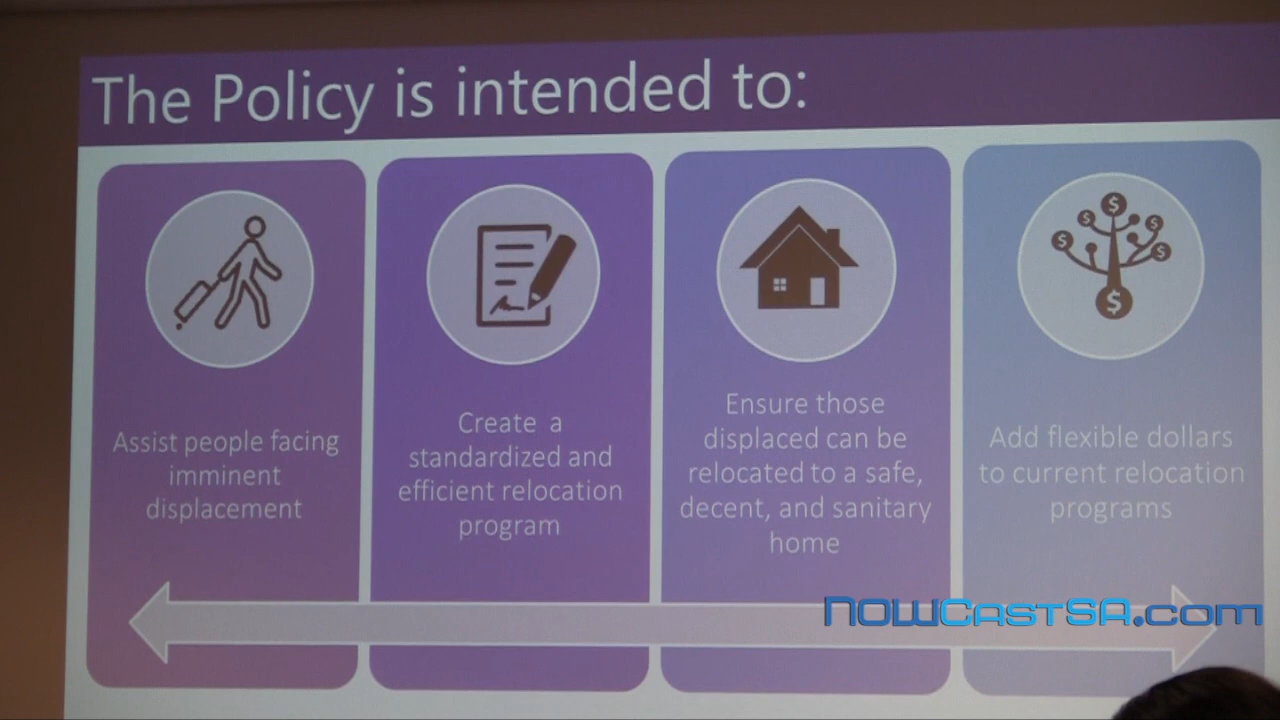 The Policy is intended to:
Assist people facing
imminent
displacement
Create a
standardized and
efficient relocation
program
Ensure those
displaced can be
relocated to a safe,
decent, and sanitary
home
Add flexible dollars
to current relocation
programs
$
$
$
$
$
$
NOWCastSA.com